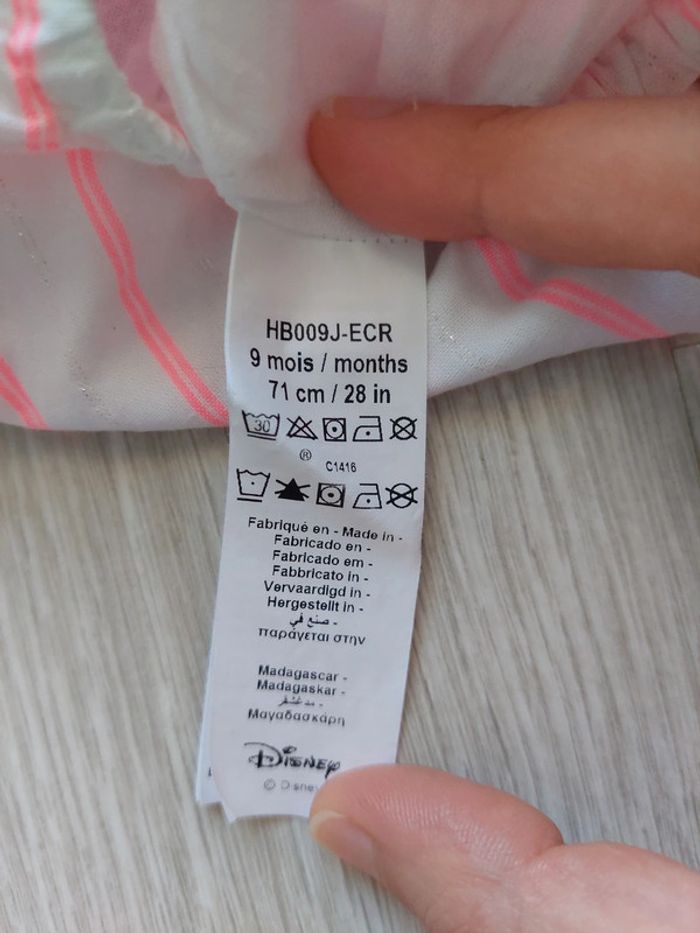 HB009J-ECR
9 mois / months
71 cm / 28 in
30
®
C1416
Fabriqué en - Made in -
Fabricado en -
Fabricado em -
Fabbricato in -
Vervaardigd in -
Hergestellt in -
صنع في -
παράγεται στην
Madagascar -
Madagaskar -
مدغشقر -
Μαγαδασκάρη
Disney
© Disney